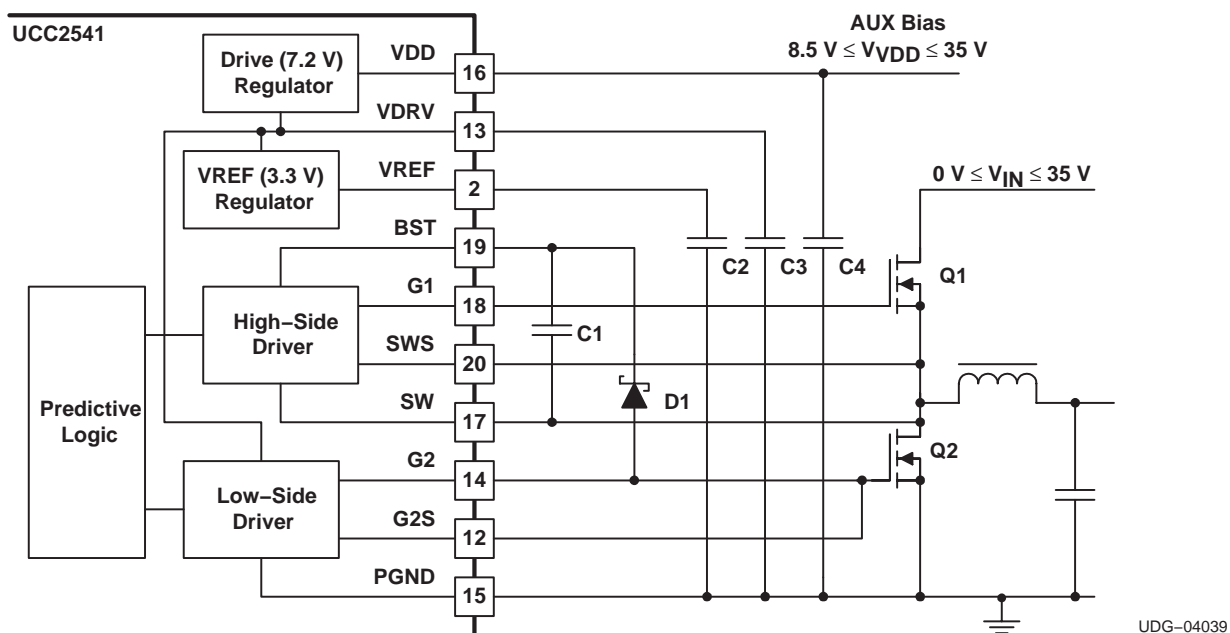 UCC2541
Drive (7.2 V)
Regulator
VREF (3.3 V)
Regulator
Predictive
Logic
High−Side
Driver
Low−Side
Driver
VDD
16
VDRV
13
VREF
2
BST
19
G1
18
SWS
20
SW
17
G2
14
G2S
12
PGND
15
AUX Bias
8.5 V ≤ VVDD ≤ 35 V
0 V ≤ VIN ≤ 35 V
C1
D1
C2
C3
C4
Q1
Q2
UDG−04039